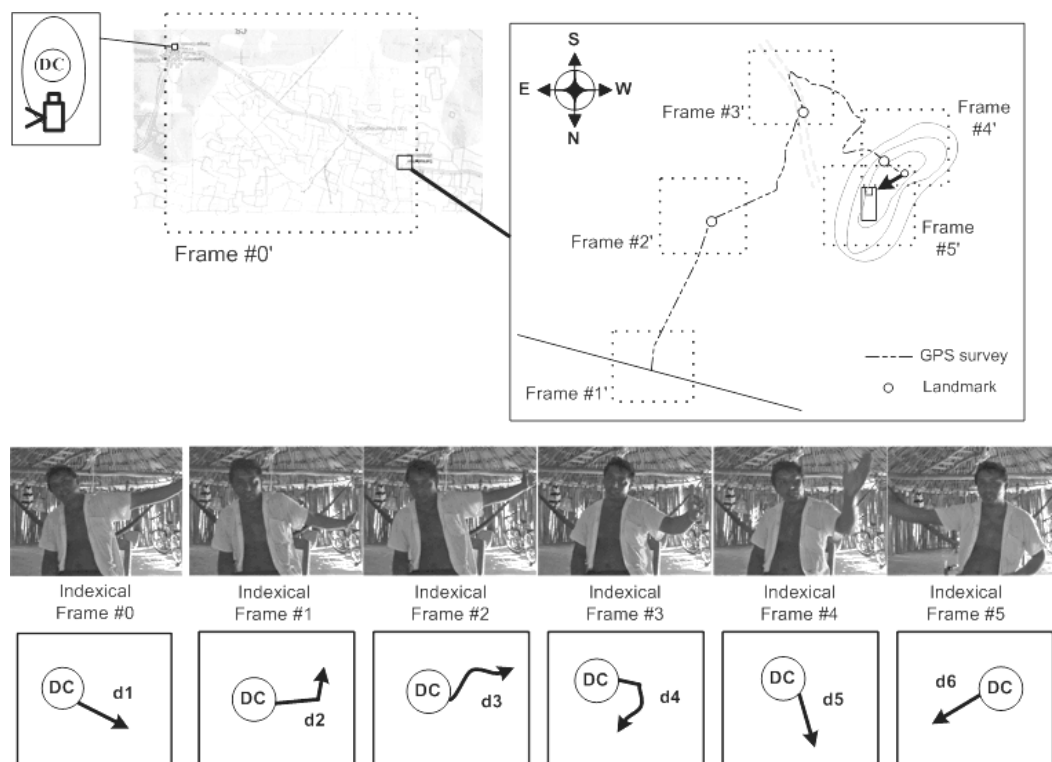 DC
Frame #0'
S
E
W
N
Frame #3'
Frame
#4'
Frame #2'
Frame
#5'
Frame #1'
GPS survey
Landmark
Indexical
Frame #0
Indexical
Frame #1
Indexical
Frame #2
Indexical
Frame #3
Indexical
Frame #4
Indexical
Frame #5
DC
d1
DC
d2
DC
d3
DC
d4
DC
d5
d6
DC